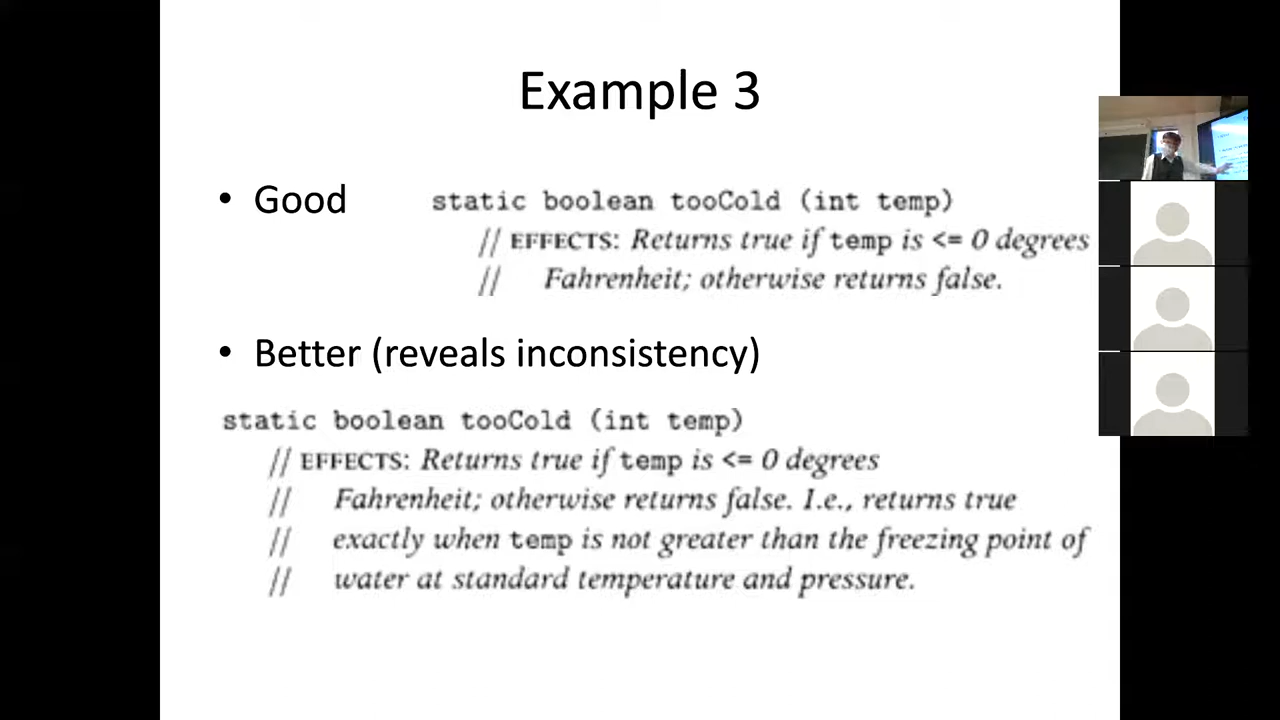 Example 3
• Good
static boolean tooCold (int temp)
// EFFECTS: Returns true if temp is <= 0 degrees
// Fahrenheit; otherwise returns false.
• Better (reveals inconsistency)
static boolean tooCold (int temp)
// EFFECTS: Returns true if temp is <= 0 degrees
// Fahrenheit; otherwise returns false. I.e., returns true
// exactly when temp is not greater than the freezing point of
// water at standard temperature and pressure.